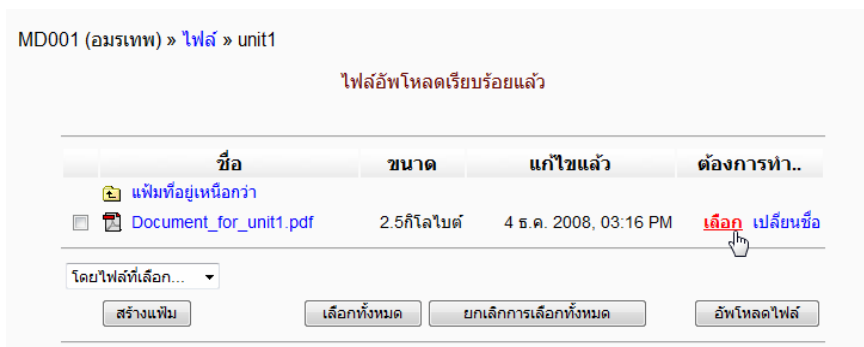 MD001 (อมรเทพ) » ไฟล์ » unit1
ไฟล์อัพโหลดเรียบร้อยแล้ว
ชื่อ ขนาด แก้ไขแล้ว ต้องการทำ..
แฟ้มที่อยู่เหนือกว่า
Document_for_unit1.pdf 2.5กิโลไบต์ 4 ธ.ค. 2008, 03:16 PM เลือก เปลี่ยนชื่อ
โดยไฟล์ที่เลือก...
สร้างแฟ้ม เลือกทั้งหมด ยกเลิกการเลือกทั้งหมด อัพโหลดไฟล์